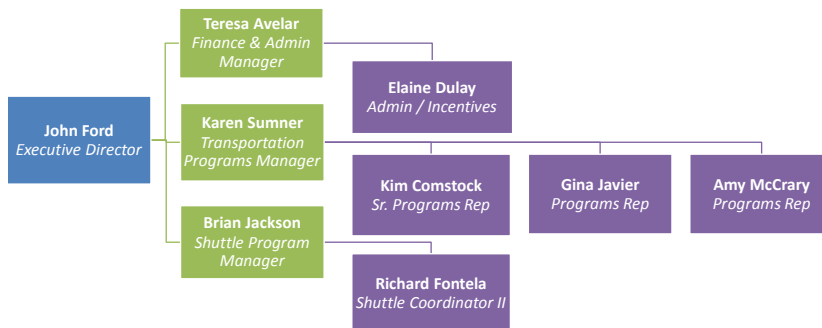 Teresa Avelar
Finance & Admin
Manager
Elaine Dulay
Admin / Incentives
John Ford
Executive Director
Karen Sumner
Transportation
Programs Manager
Kim Comstock
Sr. Programs Rep
Gina Javier
Programs Rep
Amy McCrary
Programs Rep
Brian Jackson
Shuttle Program
Manager
Richard Fontela
Shuttle Coordinator II